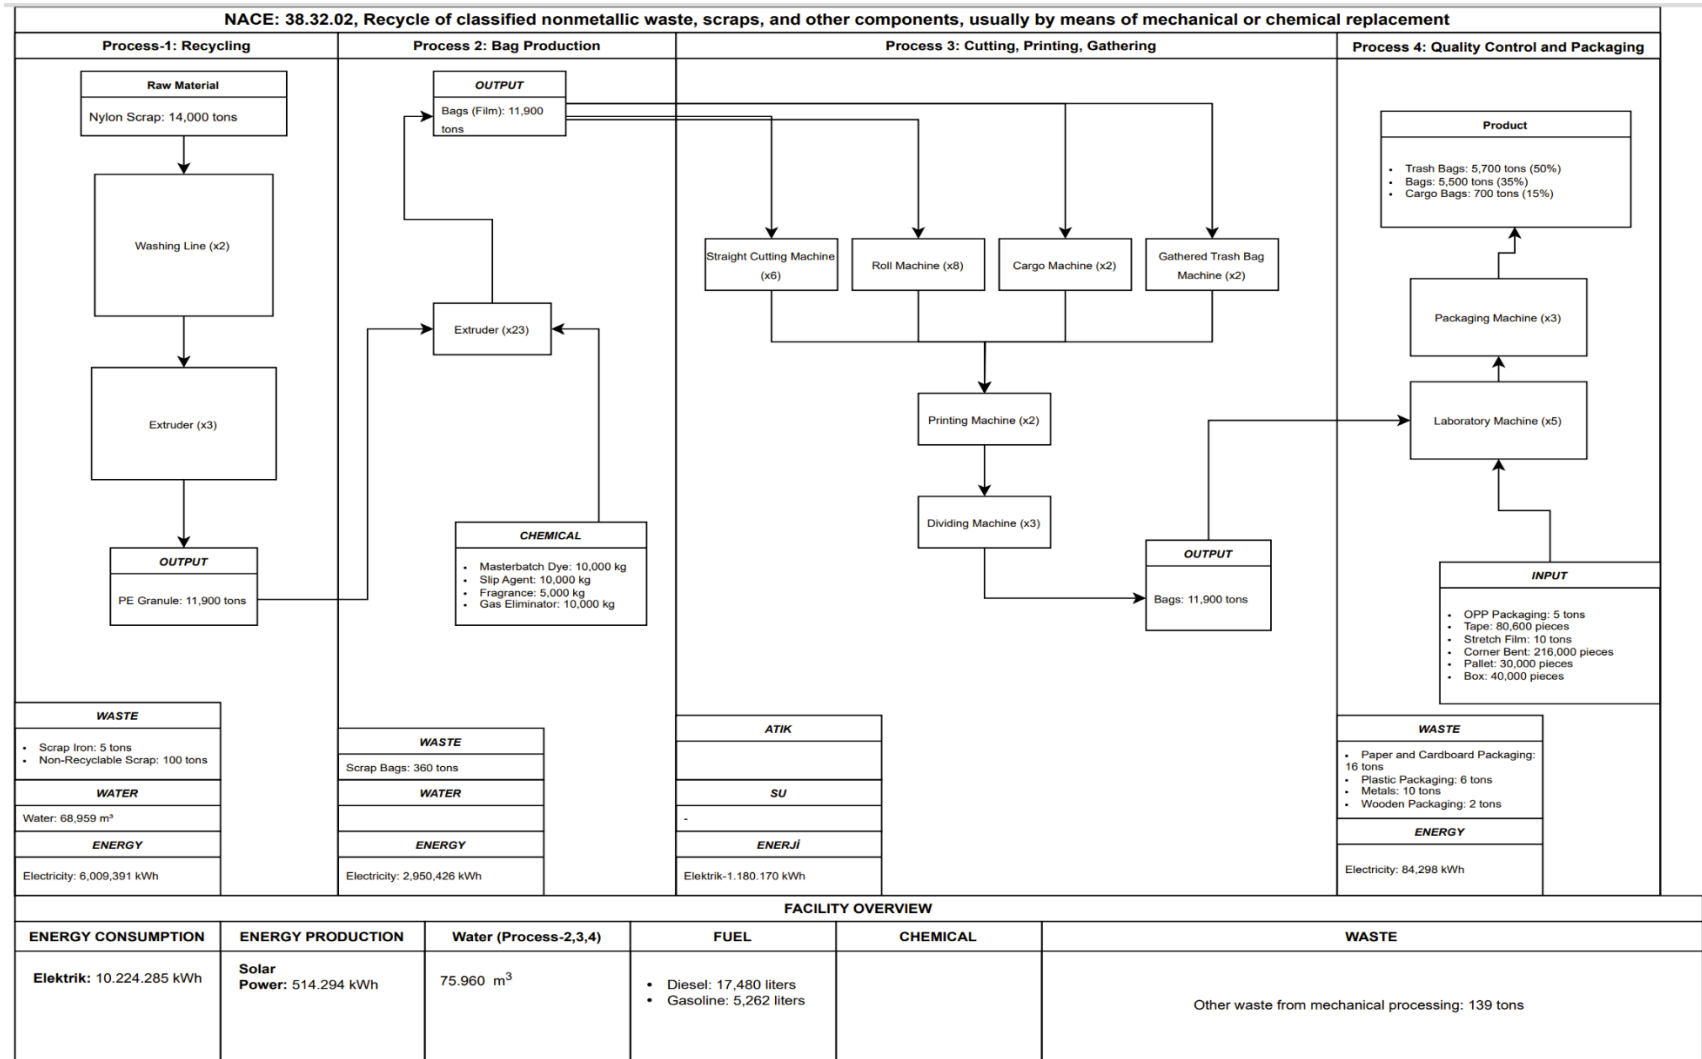 NACE: 38.32.02, Recycle of classified nonmetallic waste, scraps, and other components, usually by means of mechanical or chemical replacement
Process-1: Recycling
Raw Material
Nylon Scrap: 14,000 tons
Washing Line (x2)
Extruder (x3)
OUTPUT
PE Granule: 11,900 tons
WASTE
• Scrap Iron: 5 tons
• Non-Recyclable Scrap: 100 tons
WATER
Water: 68,959 m³
ENERGY
Electricity: 6,009,391 kWh
Process 2: Bag Production
OUTPUT
Bags (Film): 11,900
tons
Extruder (x23)
CHEMICAL
• Masterbatch Dye: 10,000 kg
• Slip Agent: 10,000 kg
• Fragrance: 5,000 kg
• Gas Eliminator: 10,000 kg
WASTE
Scrap Bags: 360 tons
WATER
ENERGY
Electricity: 2,950,426 kWh
Process 3: Cutting, Printing, Gathering
Straight Cutting Machine
(x6)
Roll Machine (x8)
Cargo Machine (x2)
Gathered Trash Bag
Machine (x2)
Printing Machine (x2)
Dividing Machine (x3)
OUTPUT
Bags: 11,900 tons
ATIK
SU
-
ENERJİ
Elektrik-1.180.170 kWh
Process 4: Quality Control and Packaging
Product
• Trash Bags: 5,700 tons (50%)
• Bags: 5,500 tons (35%)
• Cargo Bags: 700 tons (15%)
Packaging Machine (x3)
Laboratory Machine (x5)
INPUT
• OPP Packaging: 5 tons
• Tape: 80,600 pieces
• Stretch Film: 10 tons
• Corner Bent: 216,000 pieces
• Pallet: 30,000 pieces
• Box: 40,000 pieces
WASTE
• Paper and Cardboard Packaging:
16 tons
• Plastic Packaging: 6 tons
• Metals: 10 tons
• Wooden Packaging: 2 tons
ENERGY
Electricity: 84,298 kWh
FACILITY OVERVIEW
ENERGY CONSUMPTION
Elektrik: 10.224.285 kWh
ENERGY PRODUCTION
Solar
Power: 514.294 kWh
Water (Process-2,3,4)
75.960 m³
FUEL
• Diesel: 17,480 liters
• Gasoline: 5,262 liters
CHEMICAL
WASTE
Other waste from mechanical processing: 139 tons